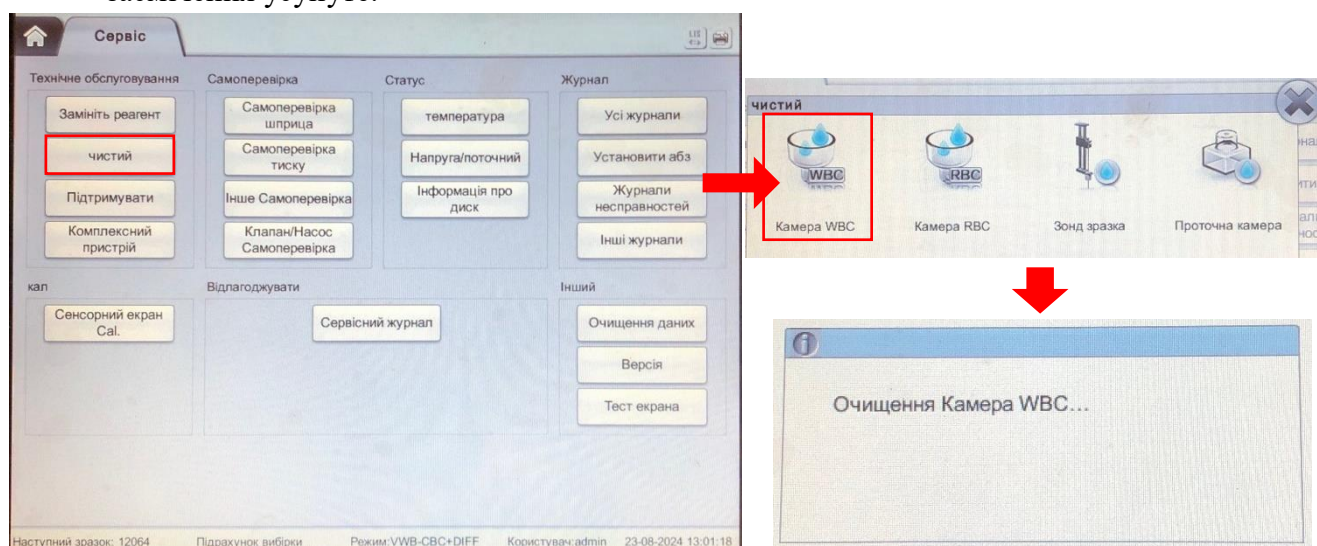 Сервіс
LIS
Технічне обслуговування
Замініть реагент
чистий
Підтримувати
Комплексний
пристрій
Самоперевірка
Самоперевірка
шприца
Самоперевірка
тиску
Інше Самоперевірка
Клапан/Насос
Самоперевірка
Статус
температура
Напруга/поточний
Інформація про
диск
Журнал
Усі журнали
Установити абз
Журнали
несправностей
Інші журнали
кал
Сенсорний екран
Cal.
Відлагоджувати
Сервісний журнал
Інший
Очищення даних
Версія
Тест екрана
Наступний зразок: 12064
Підрахунок вибірки
Режим:VWB-CBC+DIFF
Користувач:admin
23-08-2024 13:01:18
чистий
WBC
RBC
Камера WBC
Камера RBC
Зонд зразка
Проточна камера
Очищення Камера WBC...